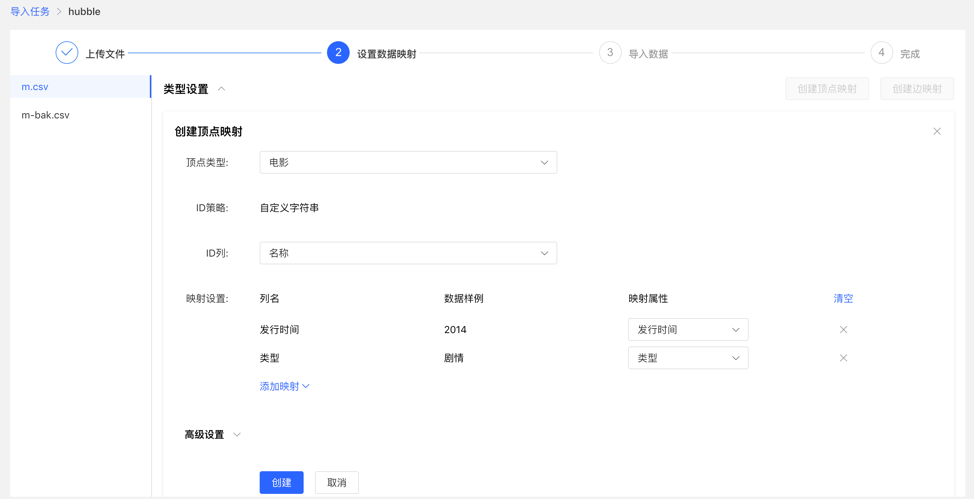 导入任务 > hubble
上传文件 2 设置数据映射 3 导入数据 4 完成
m.csv
m-bak.csv
类型设置 创建顶点映射 创建边映射
创建顶点映射
顶点类型: 电影
ID策略: 自定义字符串
ID列: 名称
映射设置: 列名 数据样例 映射属性 清空
发行时间 2014 发行时间
类型 剧情 类型
添加映射
高级设置
创建 取消